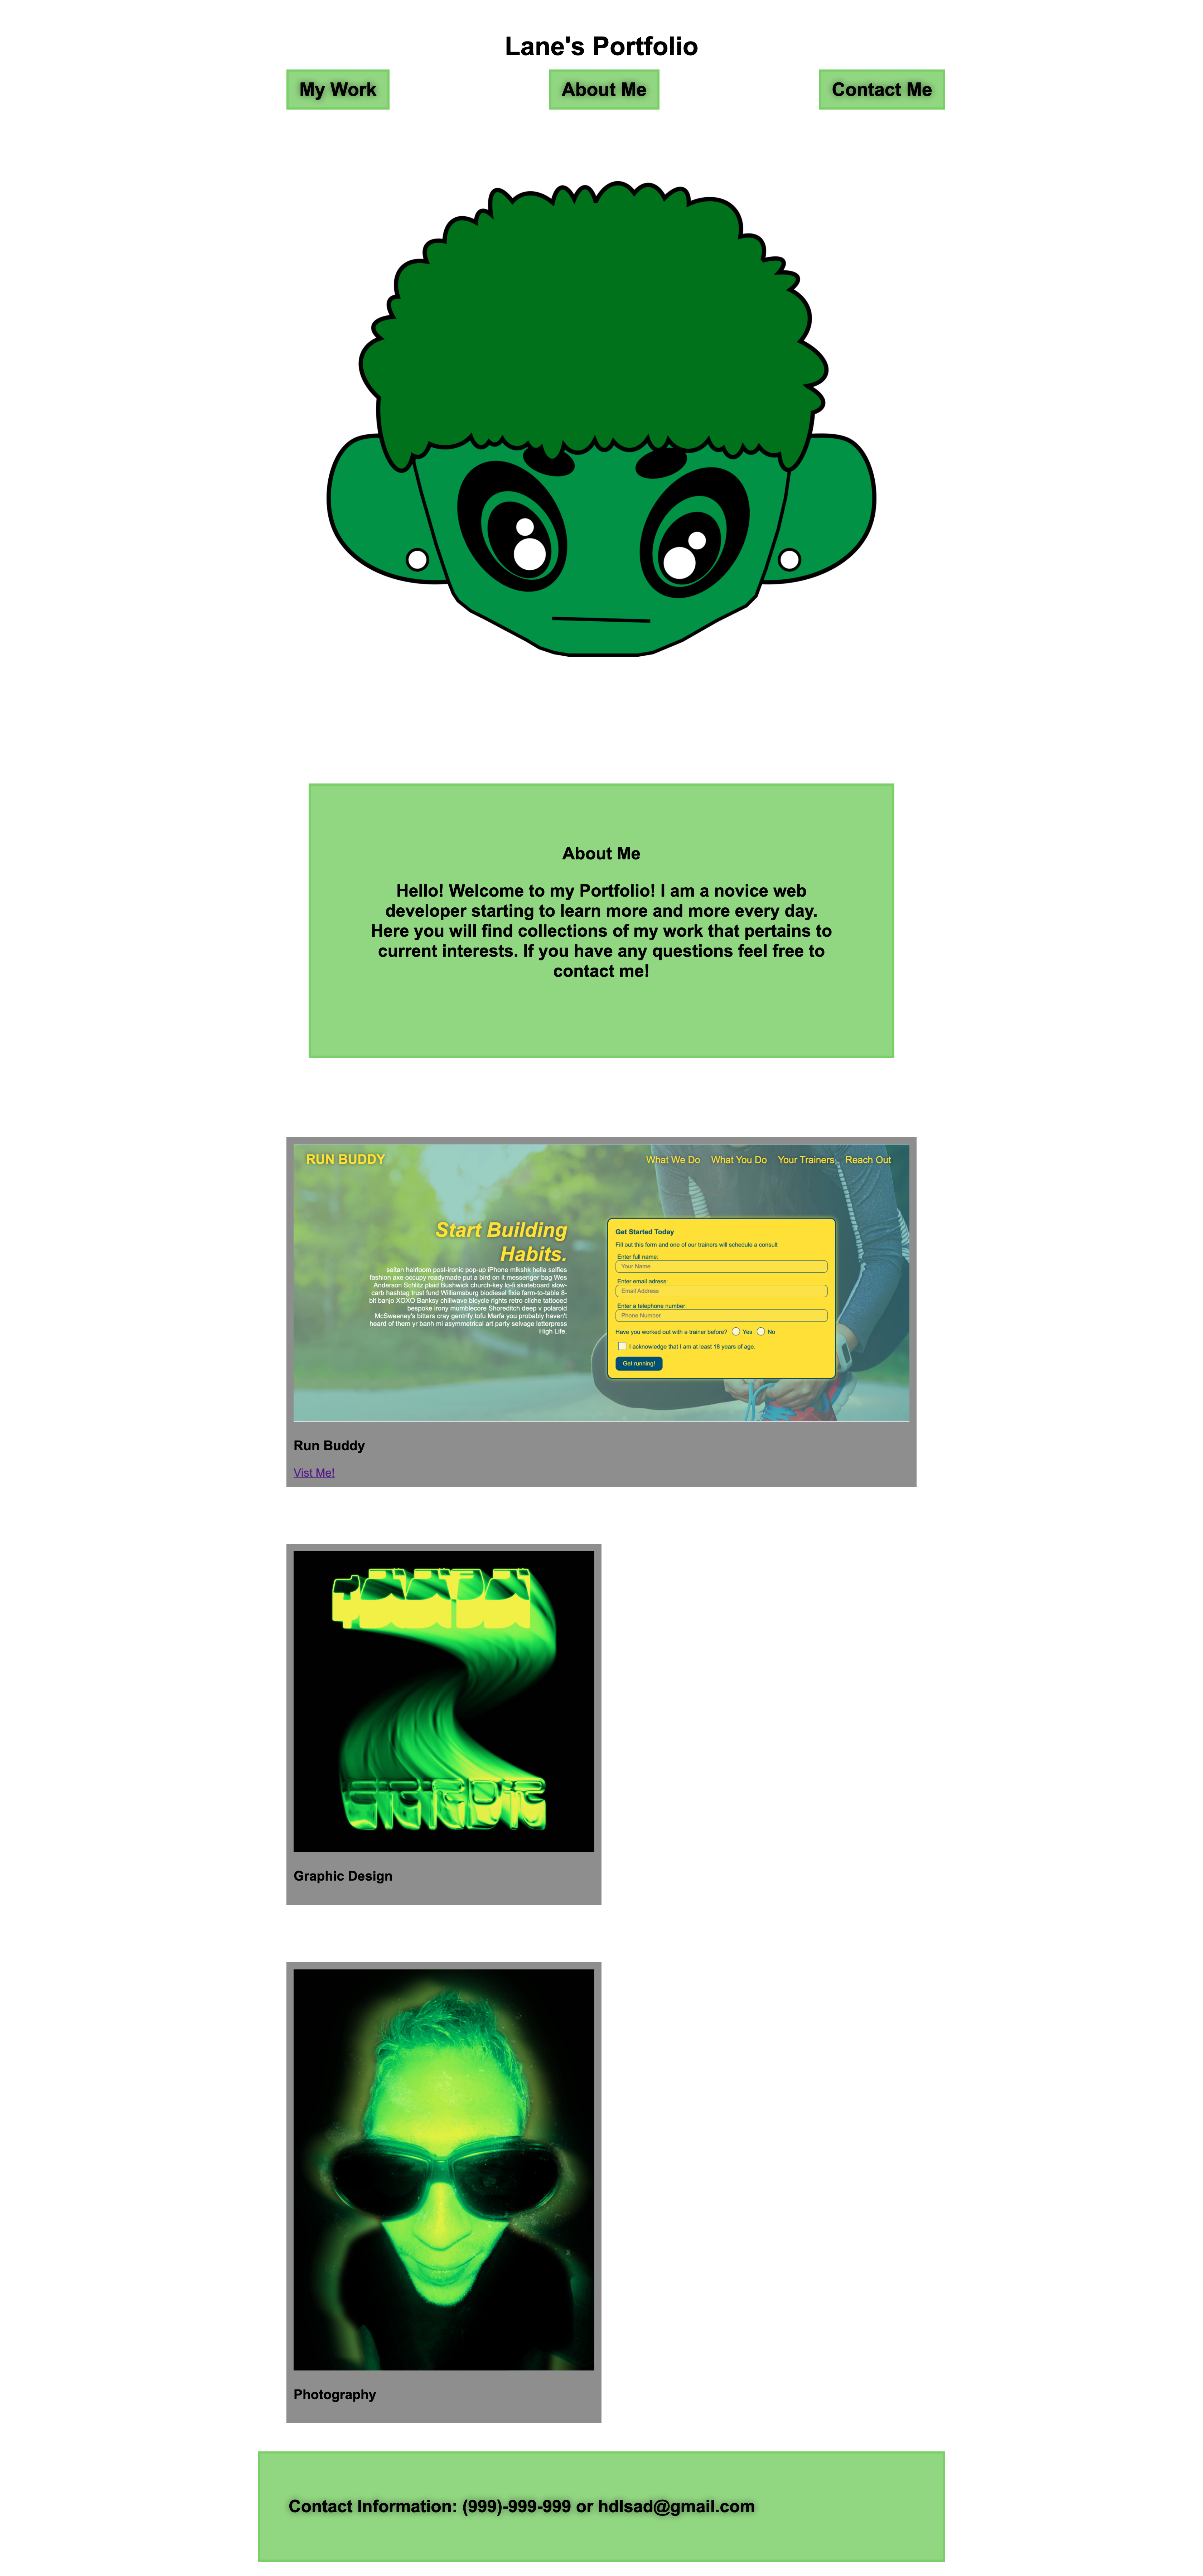 Lane's Portfolio
My Work
About Me
Contact Me
About Me
Hello! Welcome to my Portfolio! I am a novice web
developer starting to learn more and more every day.
Here you will find collections of my work that pertains to
current interests. If you have any questions feel free to
contact me!
RUN BUDDY
What We Do
What You Do
Your Trainers
Reach Out
Start Building
Habits.
seitan heirloom post-ironic pop-up iPhone mlkshk hella selfies
fashion axe occupy readymade put a bird on it messenger bag Wes
Anderson Schlitz plaid Bushwick church-key lo-fi skateboard slow-
carb hashtag trust fund Williamsburg biodiesel fixie farm-to-table 8-
bit banjo XOXO Banksy chillwave bicycle rights retro cliche tattooed
bespoke irony mumblecore Shoreditch deep v polaroid
McSweeney's bitters cray gentrify tofu Marfa you probably haven't
heard of them yr banh mi asymmetrical art party selvage letterpress
High Life.
Get Started Today
Fill out this form and one of our trainers will schedule a consult
Enter full name:
Your Name
Enter email adress:
Email Address
Enter a telephone number:
Phone Number
Have you worked out with a trainer before? Yes No
I acknowledge that I am at least 18 years of age.
Get running!
Run Buddy
Vist Me!
Graphic Design
Photography
Contact Information: (999)-999-999 or hdlsad@gmail.com